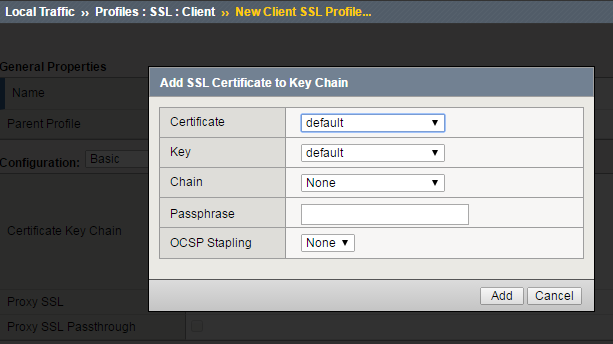 Local Traffic ›› Profiles : SSL : Client ›› New Client SSL Profile...
General Properties
Name
Parent Profile
Configuration: Basic
Certificate Key Chain
Proxy SSL
Proxy SSL Passthrough
Add SSL Certificate to Key Chain
Certificate default
Key default
Chain None
Passphrase
OCSP Stapling None
Add Cancel